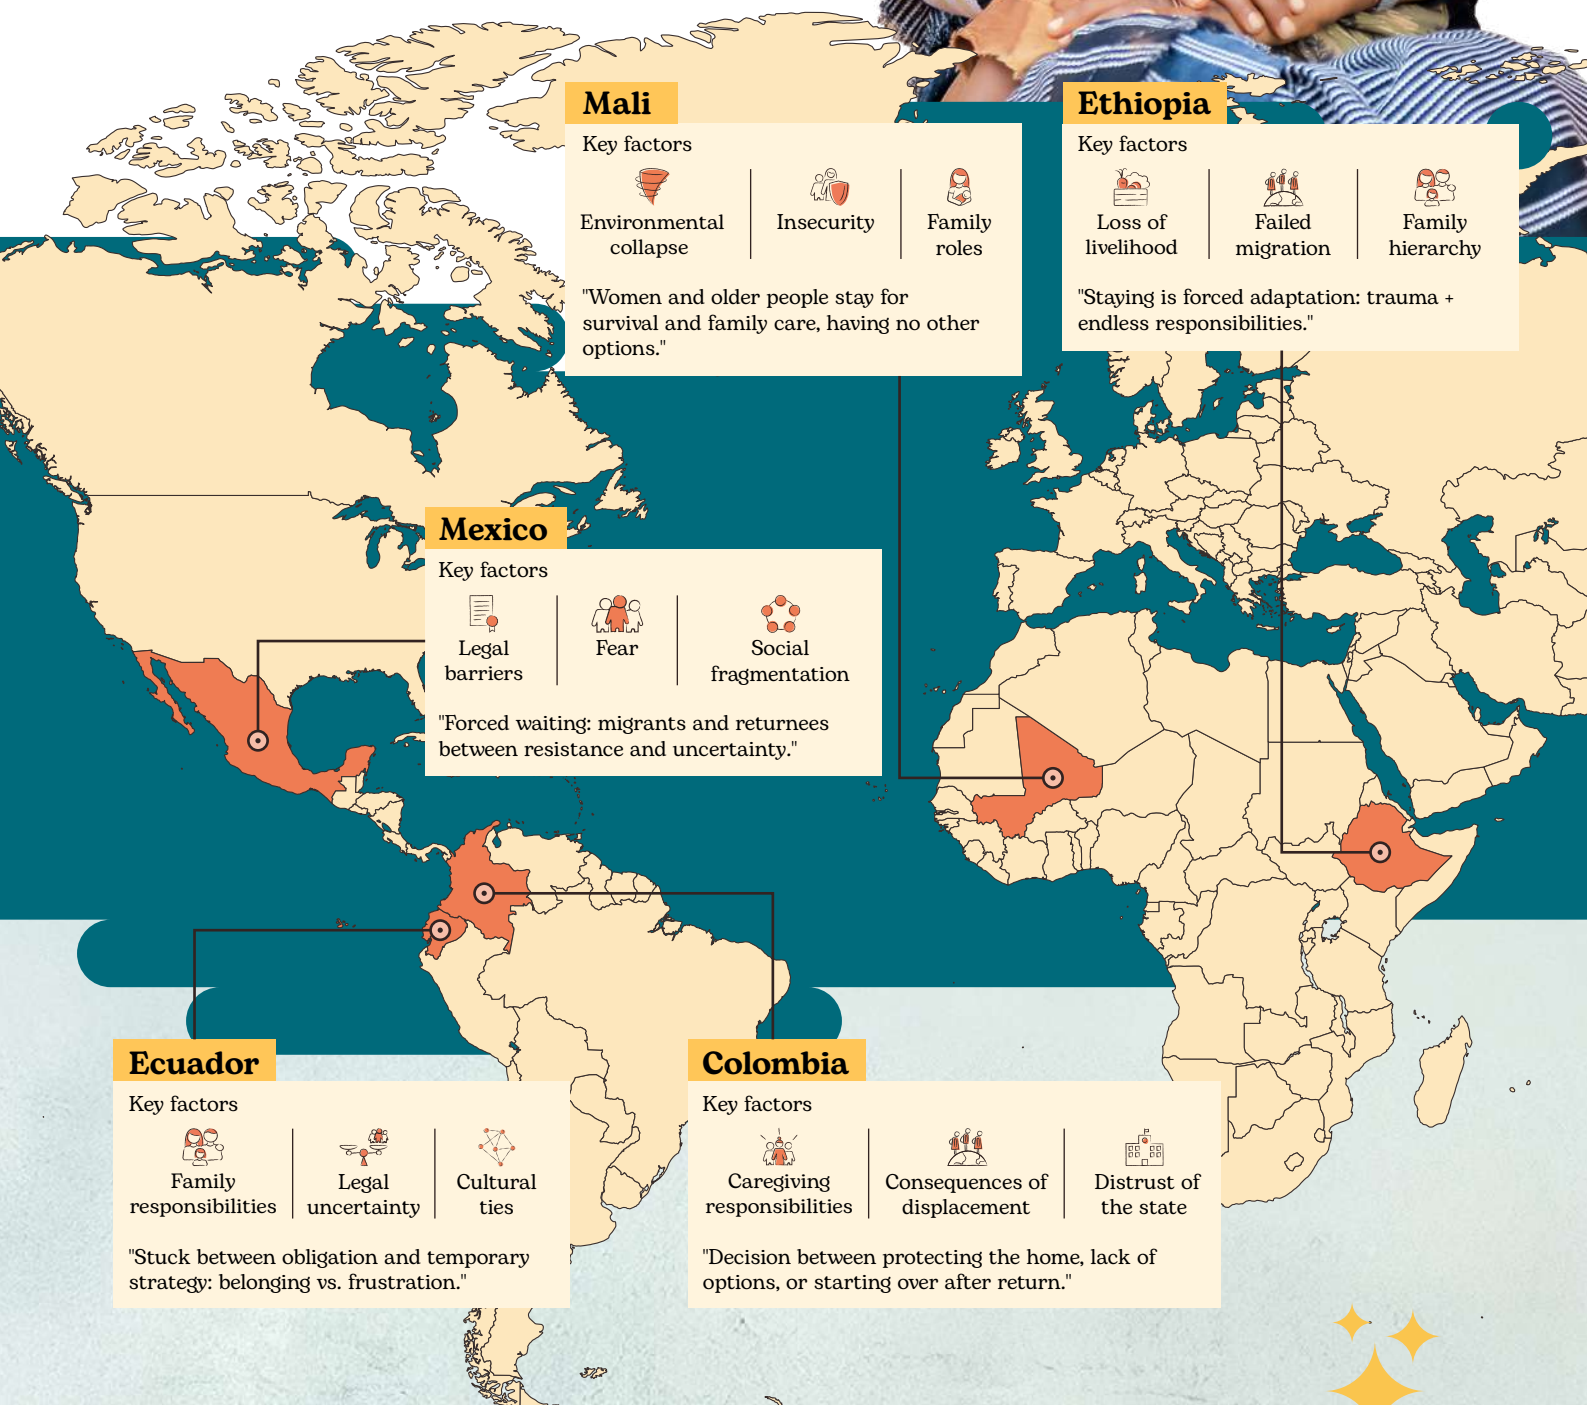 Mali
Key factors
Environmental
collapse
Insecurity
Family
roles
"Women and older people stay for
survival and family care, having no other
options."
Ethiopia
Key factors
Loss of
livelihood
Failed
migration
Family
hierarchy
"Staying is forced adaptation: trauma +
endless responsibilities."
Mexico
Key factors
Legal
barriers
Fear
Social
fragmentation
"Forced waiting: migrants and returnees
between resistance and uncertainty."
Ecuador
Key factors
Family
responsibilities
Legal
uncertainty
Cultural
ties
"Stuck between obligation and temporary
strategy: belonging vs. frustration."
Colombia
Key factors
Caregiving
responsibilities
Consequences of
displacement
Distrust of
the state
"Decision between protecting the home, lack of
options, or starting over after return."